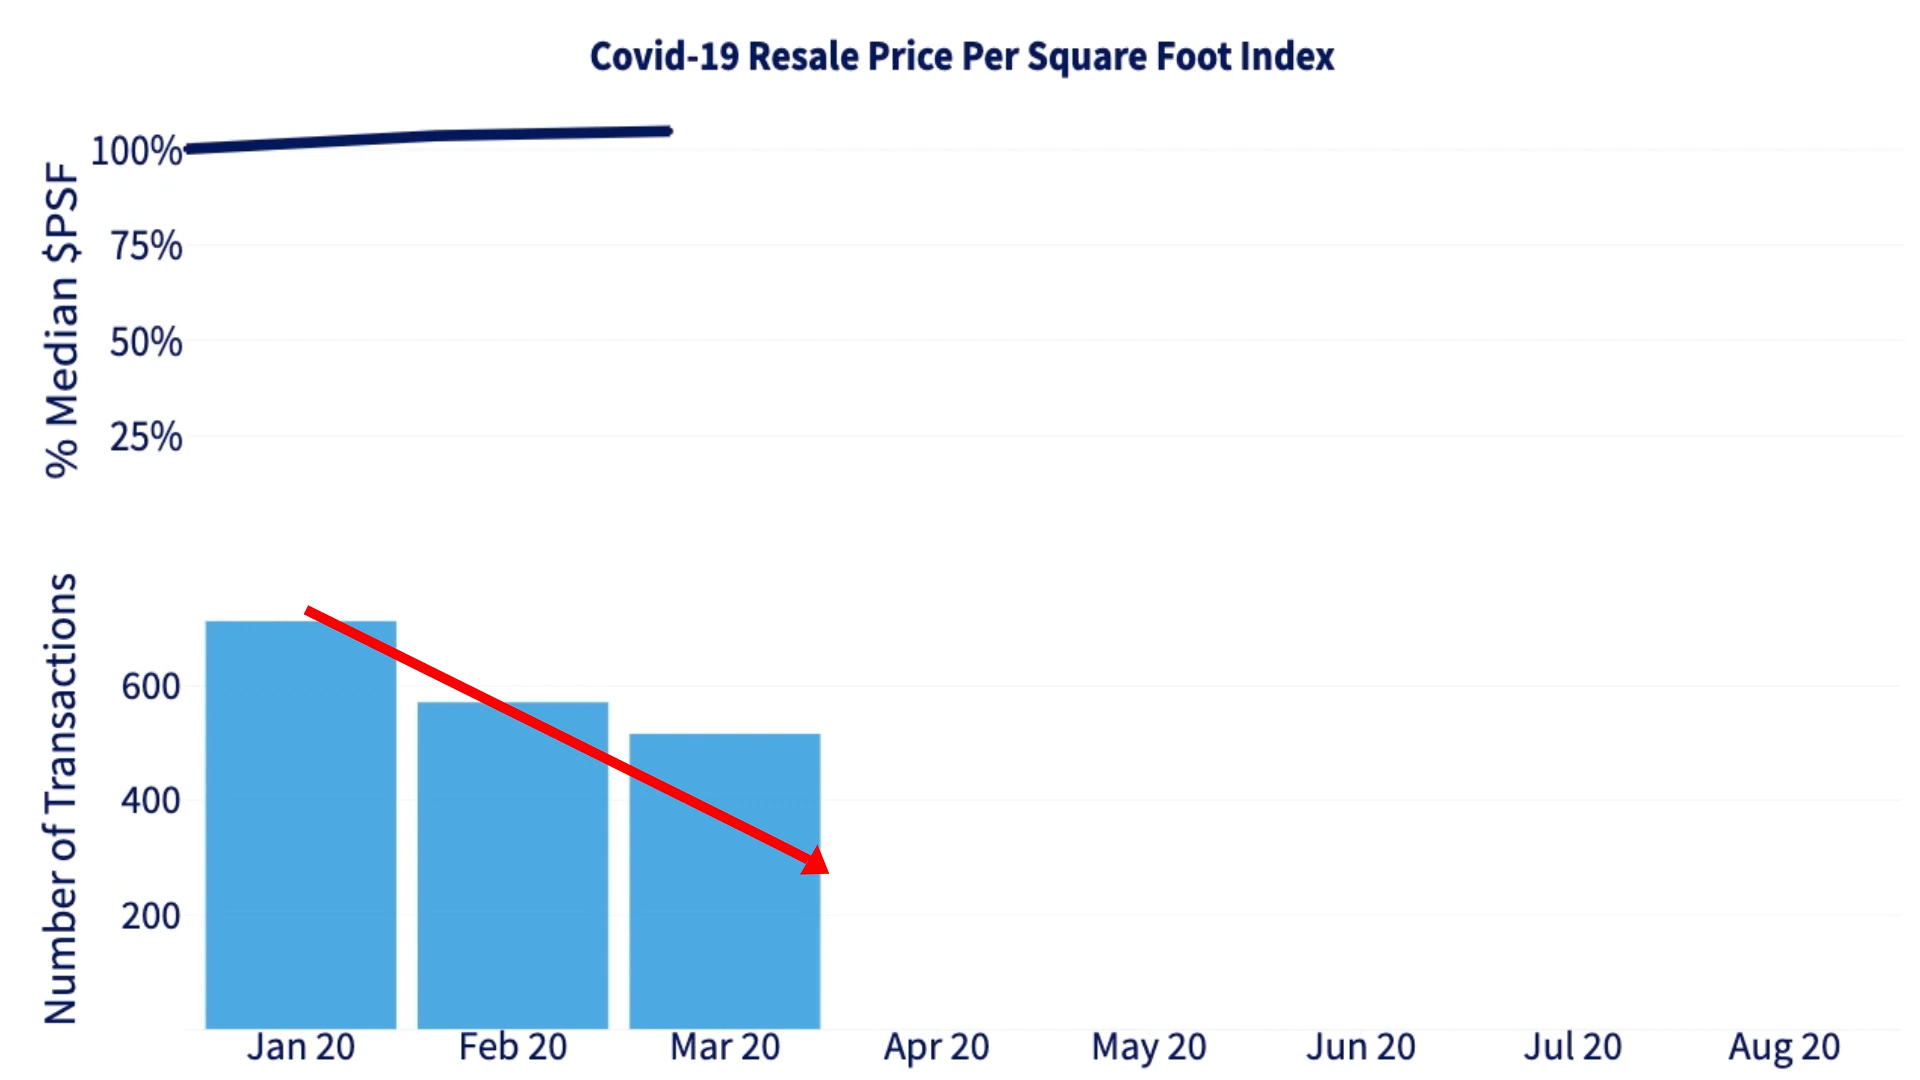 Covid-19 Resale Price Per Square Foot Index
% Median $PSF
100%
75%
50%
25%
Number of Transactions
600
400
200
Jan 20 Feb 20 Mar 20 Apr 20 May 20 Jun 20 Jul 20 Aug 20